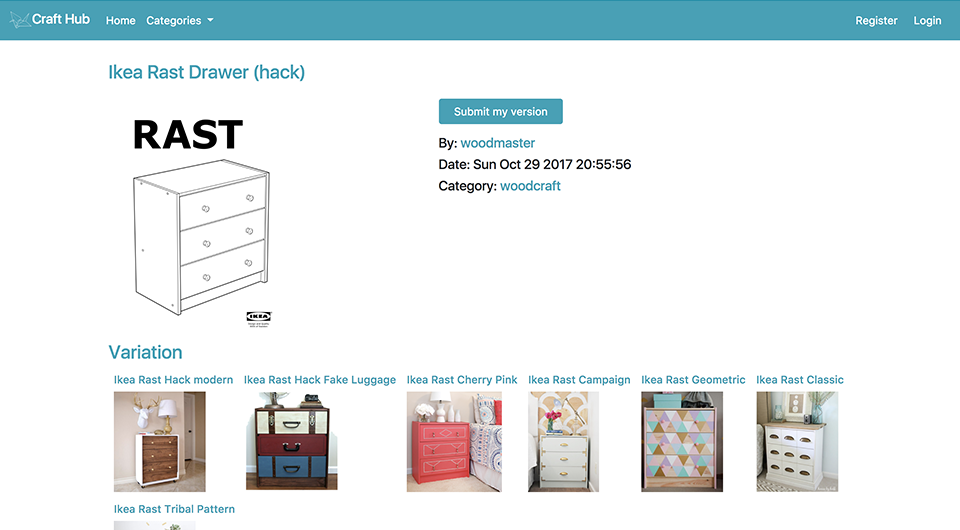 Craft Hub Home Categories Register Login
Ikea Rast Drawer (hack)
RAST
IKEA
Submit my version
By: woodmaster
Date: Sun Oct 29 2017 20:55:56
Category: woodcraft
Variation
Ikea Rast Hack modern Ikea Rast Hack Fake Luggage Ikea Rast Cherry Pink Ikea Rast Campaign Ikea Rast Geometric Ikea Rast Classic
Ikea Rast Tribal Pattern